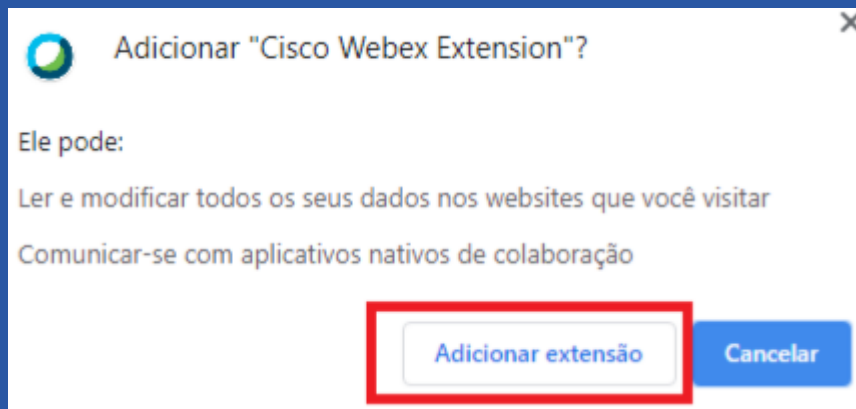 Adicionar "Cisco Webex Extension"?
Ele pode:
Ler e modificar todos os seus dados nos websites que você visitar
Comunicar-se com aplicativos nativos de colaboração
Adicionar extensão
Cancelar